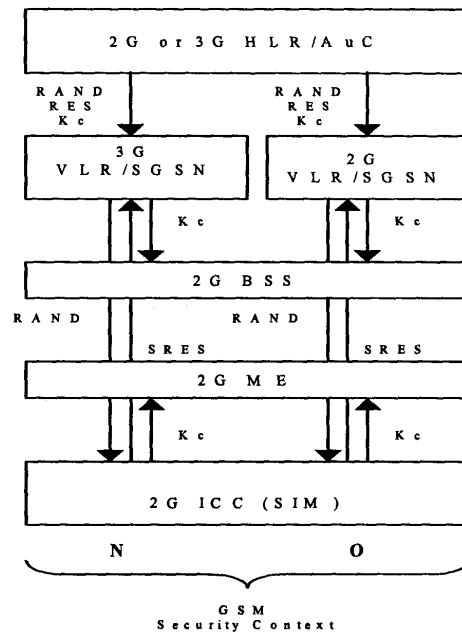 2G or 3G HLR/AuC
RAND
RES
Kc
RAND
RES
Kc
3G
VLR/SGSN
2G
VLR/SGSN
Kc
Kc
2G BSS
RAND
RAND
SRES
SRES
2G ME
Kc
Kc
2G ICC (SIM)
N
O
GSM
Security Context